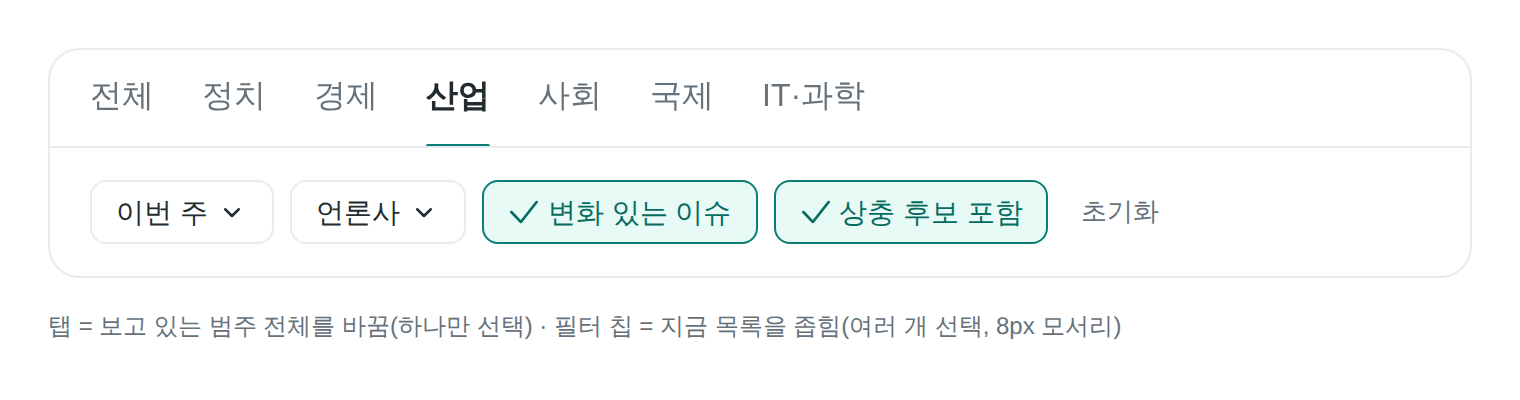 전체 정치 경제 산업 사회 국제 IT·과학
이번 주 언론사 변화 있는 이슈 상충 후보 포함 초기화
탭 = 보고 있는 범주 전체를 바꿈(하나만 선택) · 필터 칩 = 지금 목록을 좁힘(여러 개 선택, 8px 모서리)